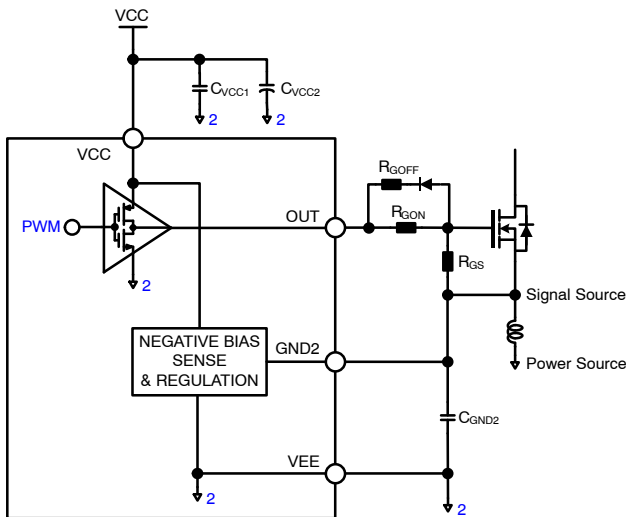 VCC
CVCC1
CVCC2
2
2
VCC
PWM
2
OUT
RGOFF
RGON
RGS
Signal Source
Power Source
NEGATIVE BIAS
SENSE
& REGULATION
GND2
CGND2
VEE
2
2